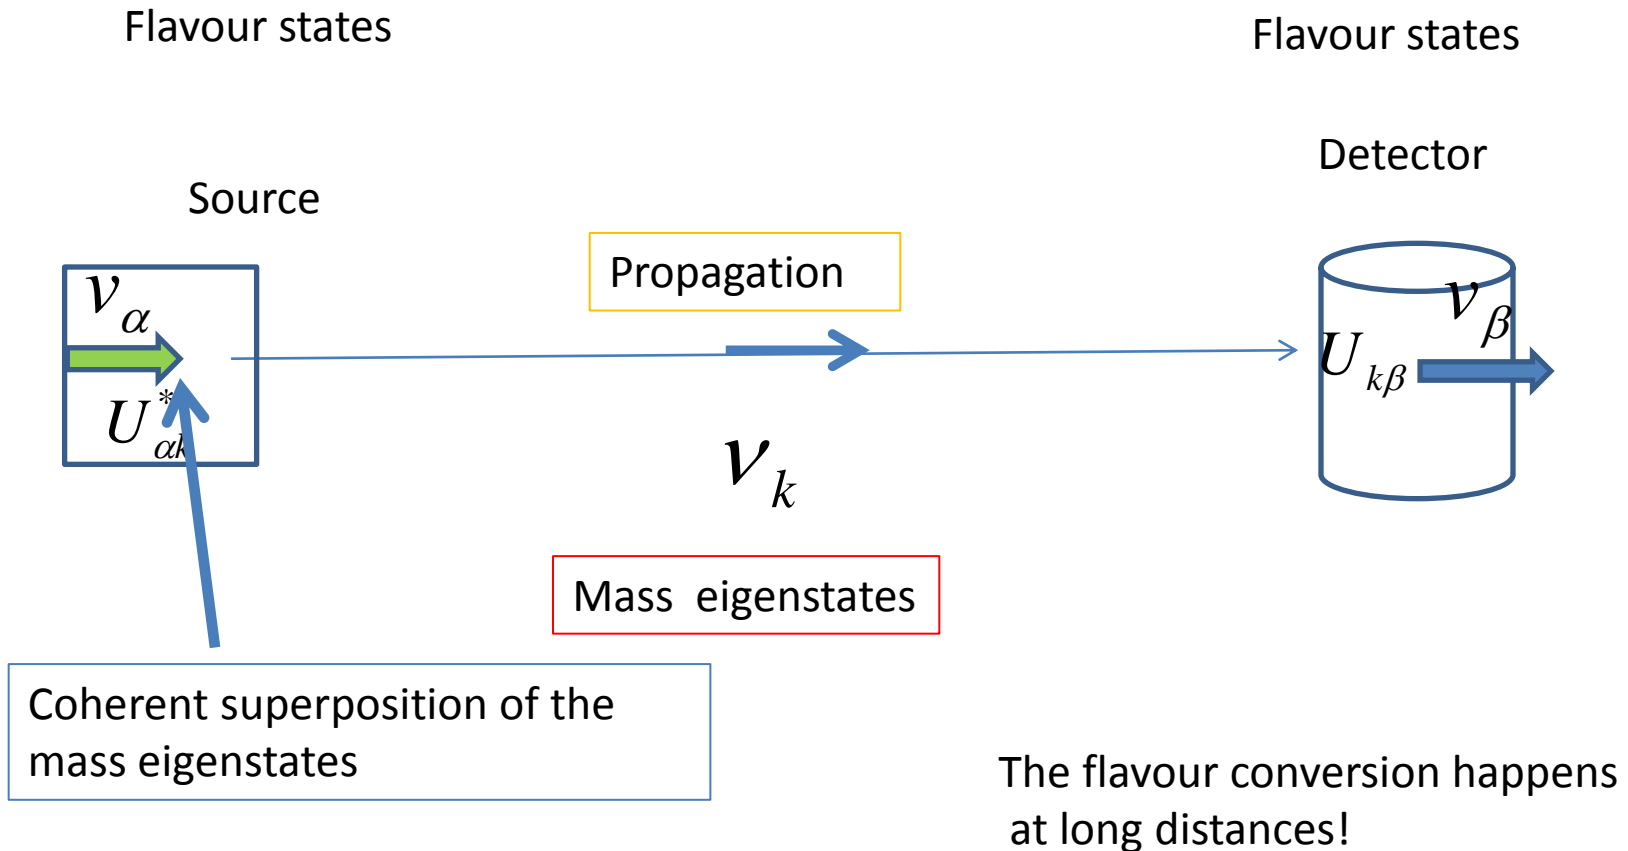 Flavour states
Flavour states
Detector
Source
Propagation
ν_α
U*_αk
ν_k
U_kβ
ν_β
Mass eigenstates
Coherent superposition of the
mass eigenstates
The flavour conversion happens
at long distances!